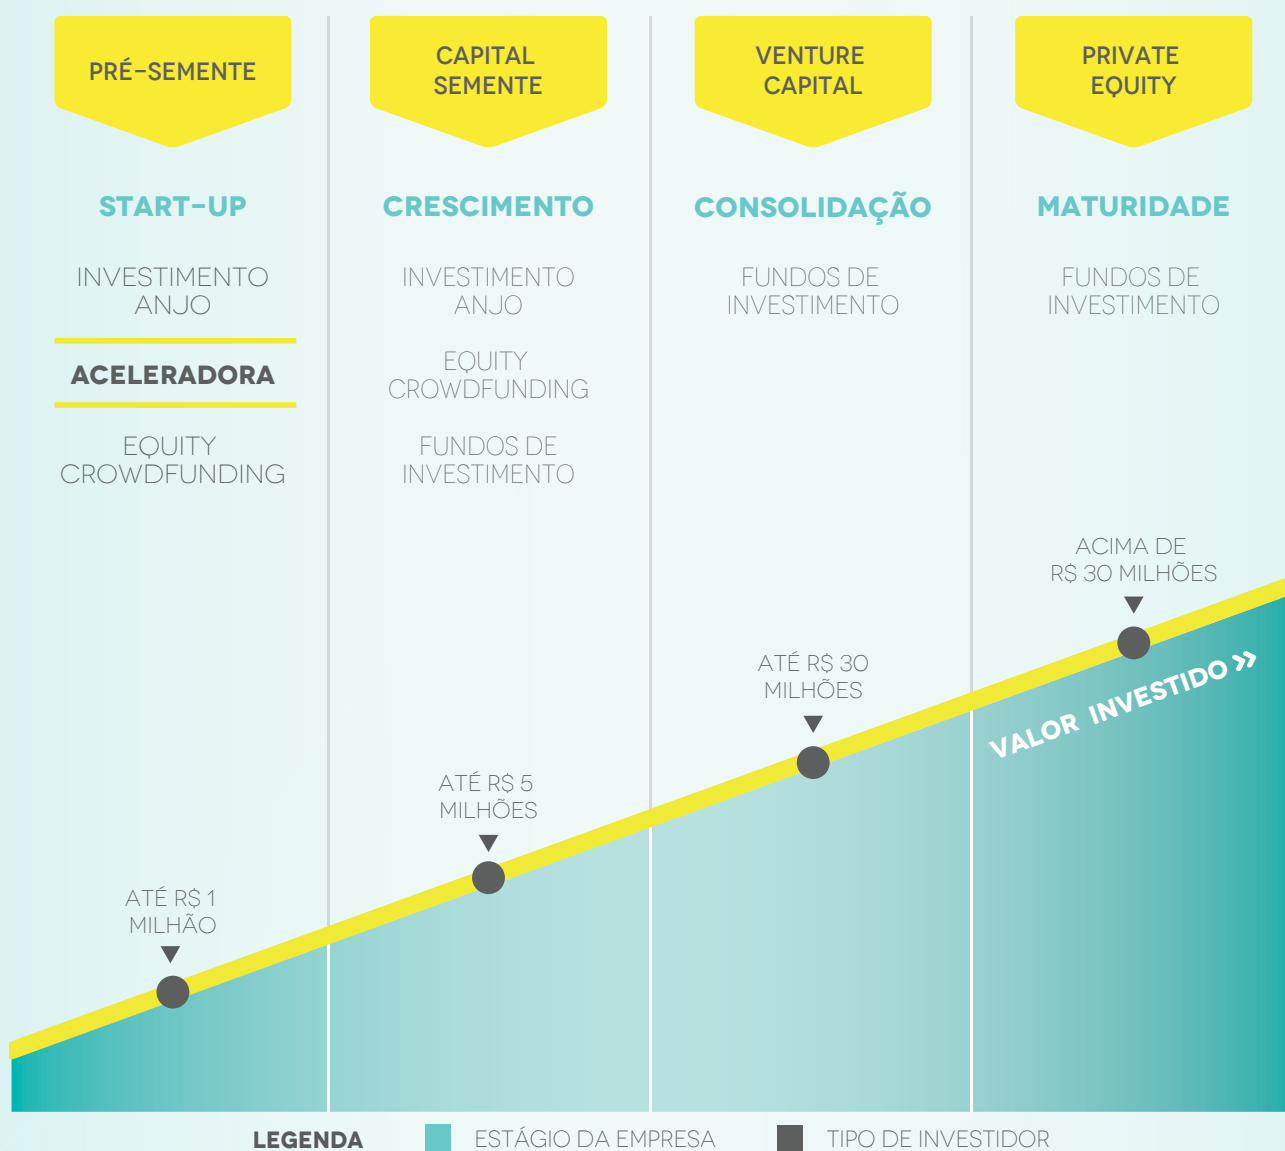 PRÉ-SEMENTE
CAPITAL
SEMENTE
VENTURE
CAPITAL
PRIVATE
EQUITY
START-UP
CRESCIMENTO
CONSOLIDAÇÃO
MATURIDADE
INVESTIMENTO
ANJO
ACELERADORA
EQUITY
CROWDFUNDING
INVESTIMENTO
ANJO
EQUITY
CROWDFUNDING
FUNDOS DE
INVESTIMENTO
FUNDOS DE
INVESTIMENTO
FUNDOS DE
INVESTIMENTO
ATÉ R$ 1
MILHÃO
ATÉ R$ 5
MILHÕES
ATÉ R$ 30
MILHÕES
ACIMA DE
R$ 30 MILHÕES
VALOR INVESTIDO »
LEGENDA
ESTÁGIO DA EMPRESA
TIPO DE INVESTIDOR